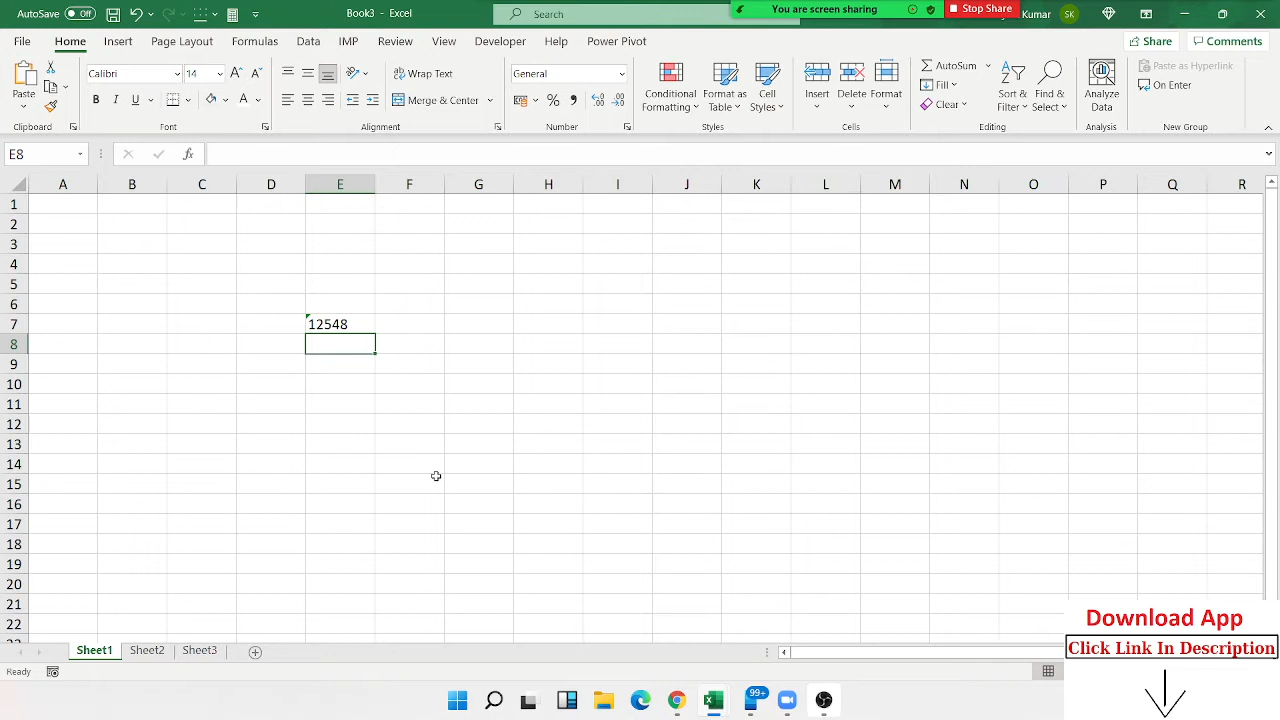 AutoSave Off Book1 - Excel Search You are screen sharing Stop Share Kumar SK
File Home Insert Page Layout Formulas Data IMP Review View Developer Help Power Pivot Share Comments
Paste Calibri 14 Wrap Text General Conditional Formatting Format as Table Cell Styles Insert Delete Format AutoSum Sort & Filter Find & Select Analyze Data Paste as Hyperlink
B I U A Merge & Center % Fill On Enter
Clear
Clipboard Font Alignment Number Styles Cells Editing Analysis New Group
E8 fx
A B C D E F G H I J K L M N O P Q R
1
2
3
4
5
6
7 12548
8
9
10
11
12
13
14
15
16
17
18
19
20
21
22
Download App
Click Link In Description
Sheet1 Sheet2 Sheet3
Ready
99+